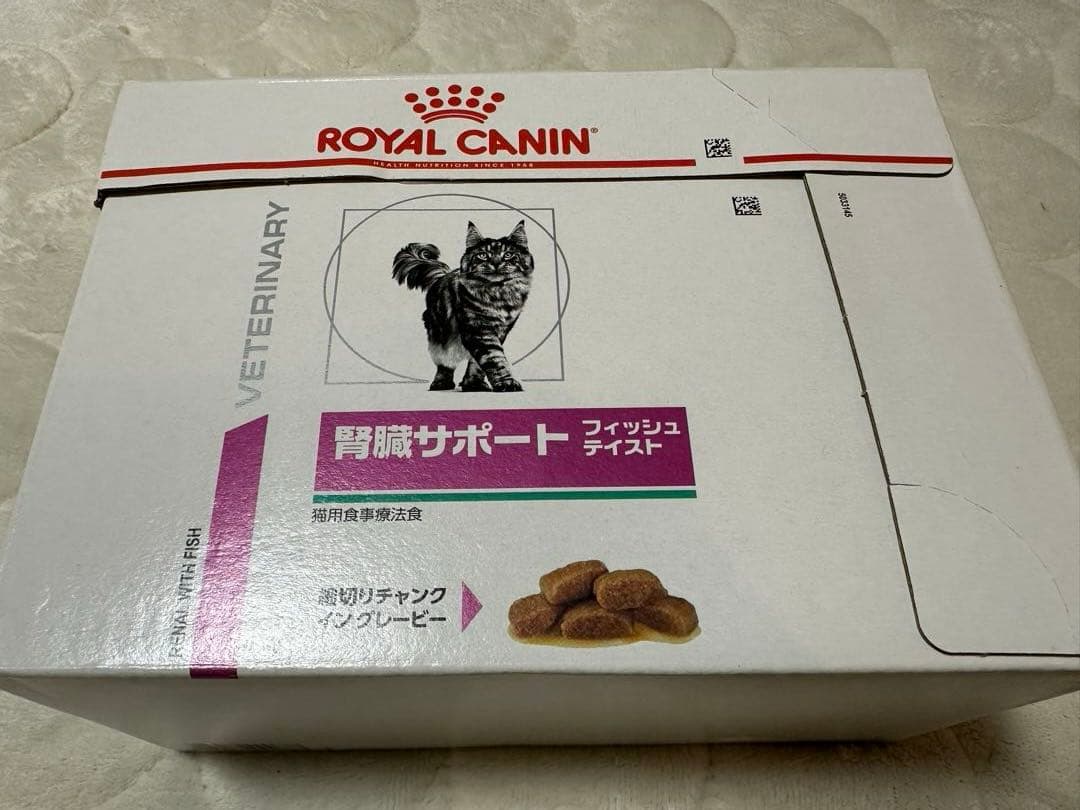 ROYAL CANIN
HEALTH NUTRITION SINCE 1968
5033145
VETERINARY
腎臓サポート フィッシュ
テイスト
猫用食事療法食
RENAL WITH FISH
細切りチャンク
イングレービー